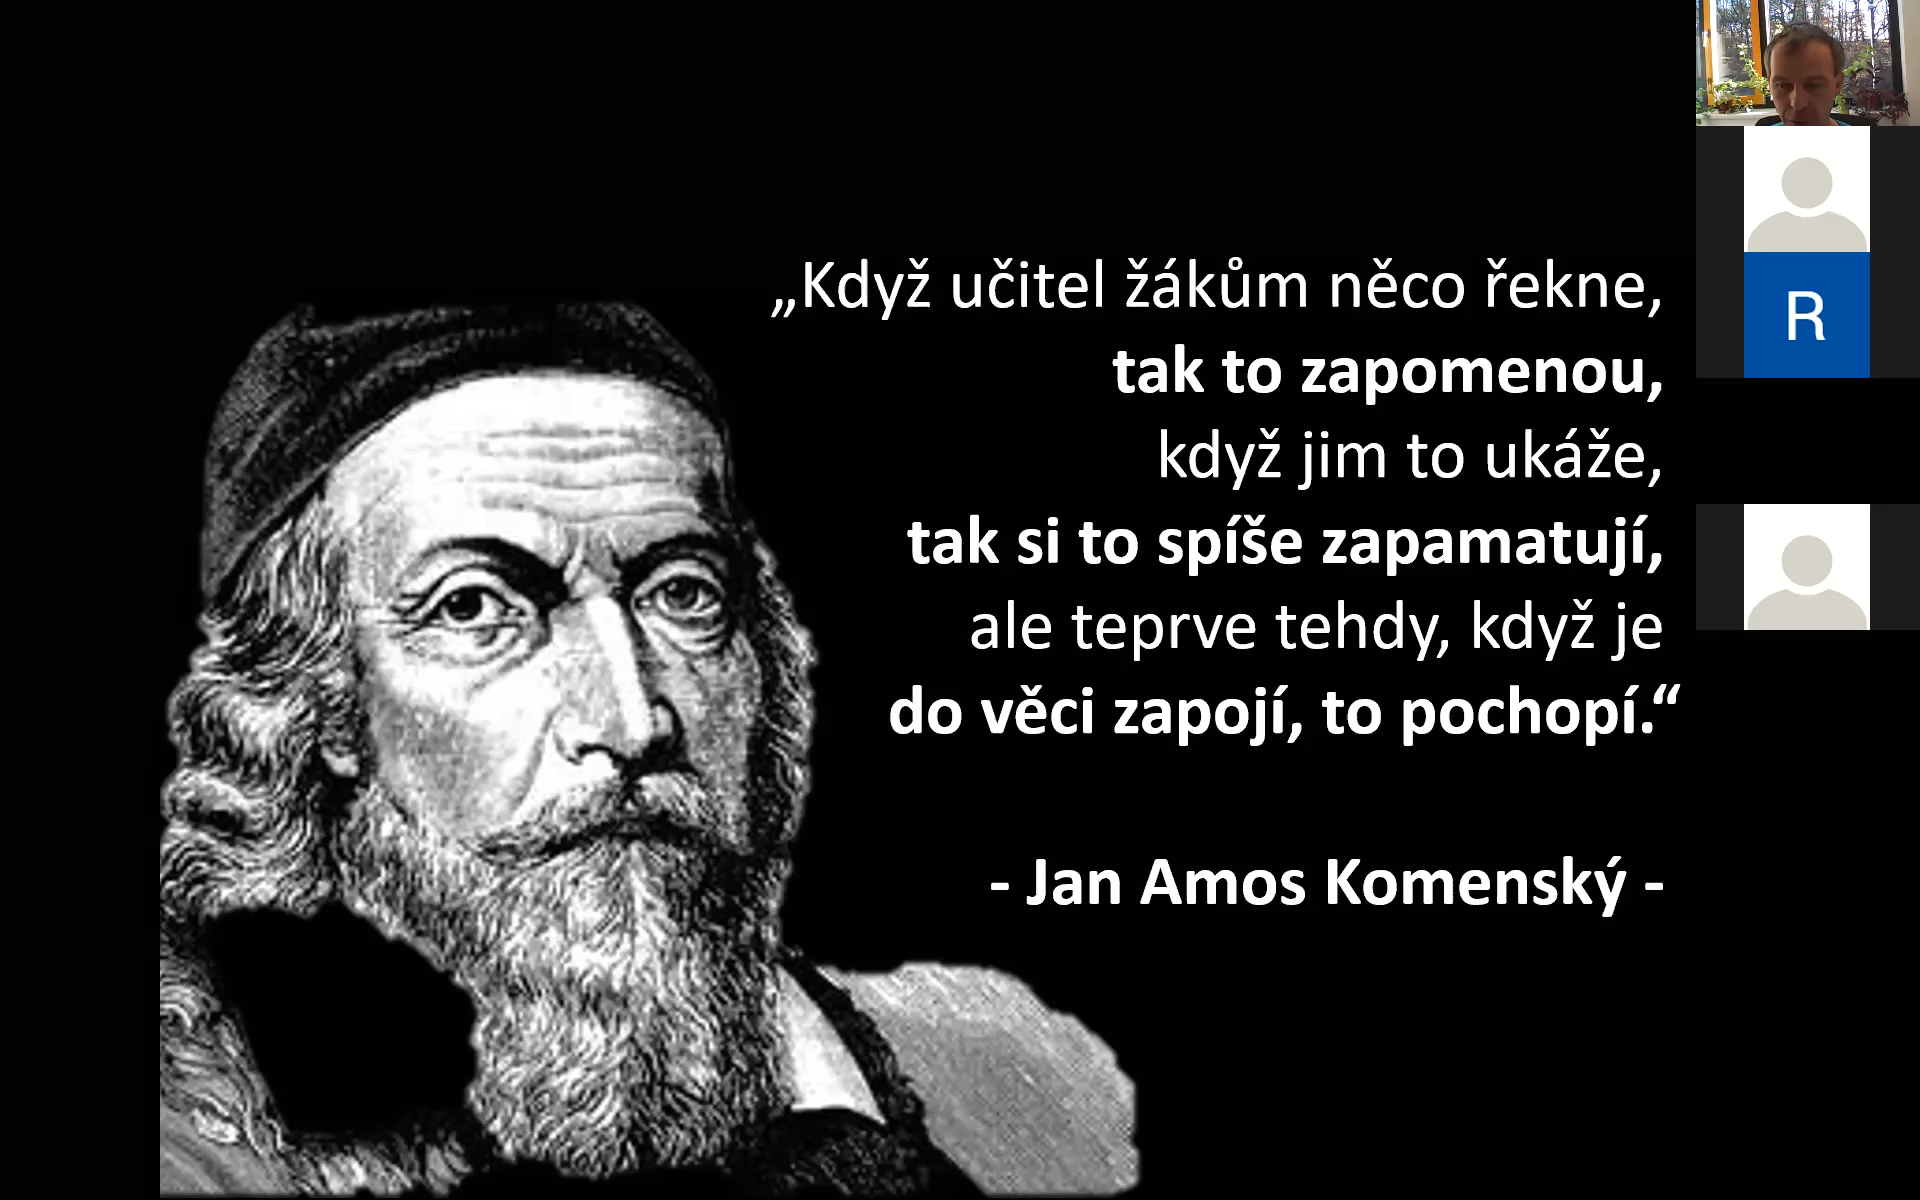 „Když učitel žákům něco řekne,
tak to zapomenou,
když jim to ukáže,
tak si to spíše zapamatují,
ale teprve tehdy, když je
do věci zapojí, to pochopí.“
- Jan Amos Komenský -
R